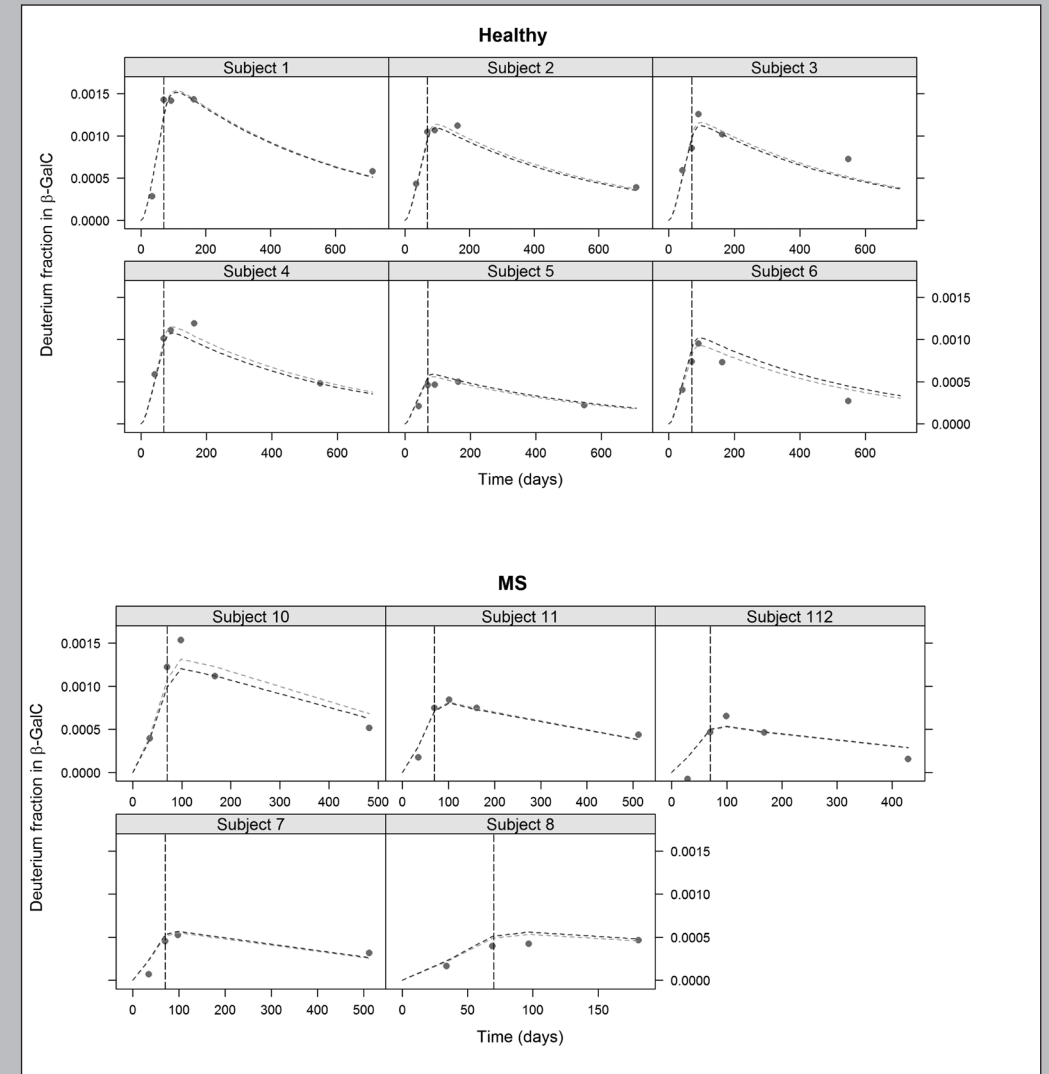 Healthy
Subject 1 Subject 2 Subject 3
0.0015
0.0010
0.0005
0.0000
Deuterium fraction in β-GalC
0 200 400 600 0 200 400 600 0 200 400 600
Subject 4 Subject 5 Subject 6
0.0015
0.0010
0.0005
0.0000
0 200 400 600 0 200 400 600 0 200 400 600
Time (days)
MS
Subject 10 Subject 11 Subject 112
0.0015
0.0010
0.0005
0.0000
Deuterium fraction in β-GalC
0 100 200 300 400 500 0 100 200 300 400 500 0 100 200 300 400
Subject 7 Subject 8
0.0015
0.0010
0.0005
0.0000
0 100 200 300 400 500 0 50 100 150
Time (days)